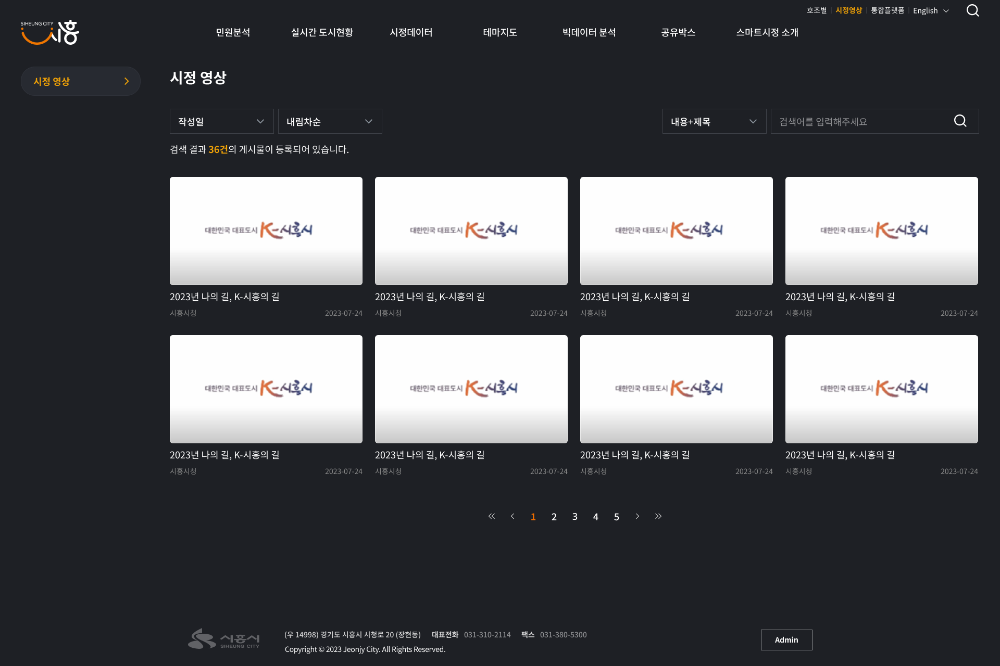 호조별 시정영상 통합플랫폼 English
SIHEUNG CITY
시흥
민원분석 실시간 도시현황 시정데이터 테마지도 빅데이터 분석 공유박스 스마트시정 소개
시정 영상
시정 영상
작성일 내림차순 내용+제목 검색어를 입력해주세요
검색 결과 36건의 게시물이 등록되어 있습니다.
대한민국 대표도시 K-시흥시 대한민국 대표도시 K-시흥시 대한민국 대표도시 K-시흥시 대한민국 대표도시 K-시흥시
2023년 나의 길, K-시흥의 길 2023년 나의 길, K-시흥의 길 2023년 나의 길, K-시흥의 길 2023년 나의 길, K-시흥의 길
시흥시청 2023-07-24 시흥시청 2023-07-24 시흥시청 2023-07-24 시흥시청 2023-07-24
대한민국 대표도시 K-시흥시 대한민국 대표도시 K-시흥시 대한민국 대표도시 K-시흥시 대한민국 대표도시 K-시흥시
2023년 나의 길, K-시흥의 길 2023년 나의 길, K-시흥의 길 2023년 나의 길, K-시흥의 길 2023년 나의 길, K-시흥의 길
시흥시청 2023-07-24 시흥시청 2023-07-24 시흥시청 2023-07-24 시흥시청 2023-07-24
1 2 3 4 5
시흥시
SIHEUNG CITY
(우 14998) 경기도 시흥시 시청로 20 (장현동) 대표전화 031-310-2114 팩스 031-380-5300
Copyright © 2023 Jeonjy City. All Rights Reserved.
Admin